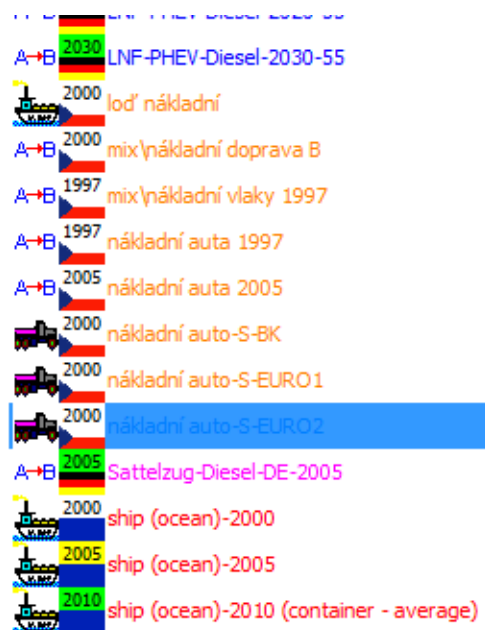 A→B 2030 LNF-PHEV-Diesel-2030-55
2000 loď nákladní
A→B 2000 mix\nákladní doprava B
A→B 1997 mix\nákladní vlaky 1997
A→B 1997 nákladní auta 1997
A→B 2005 nákladní auta 2005
2000 nákladní auto-S-BK
2000 nákladní auto-S-EURO1
2000 nákladní auto-S-EURO2
A→B 2005 Sattelzug-Diesel-DE-2005
2000 ship (ocean)-2000
2005 ship (ocean)-2005
2010 ship (ocean)-2010 (container - average)